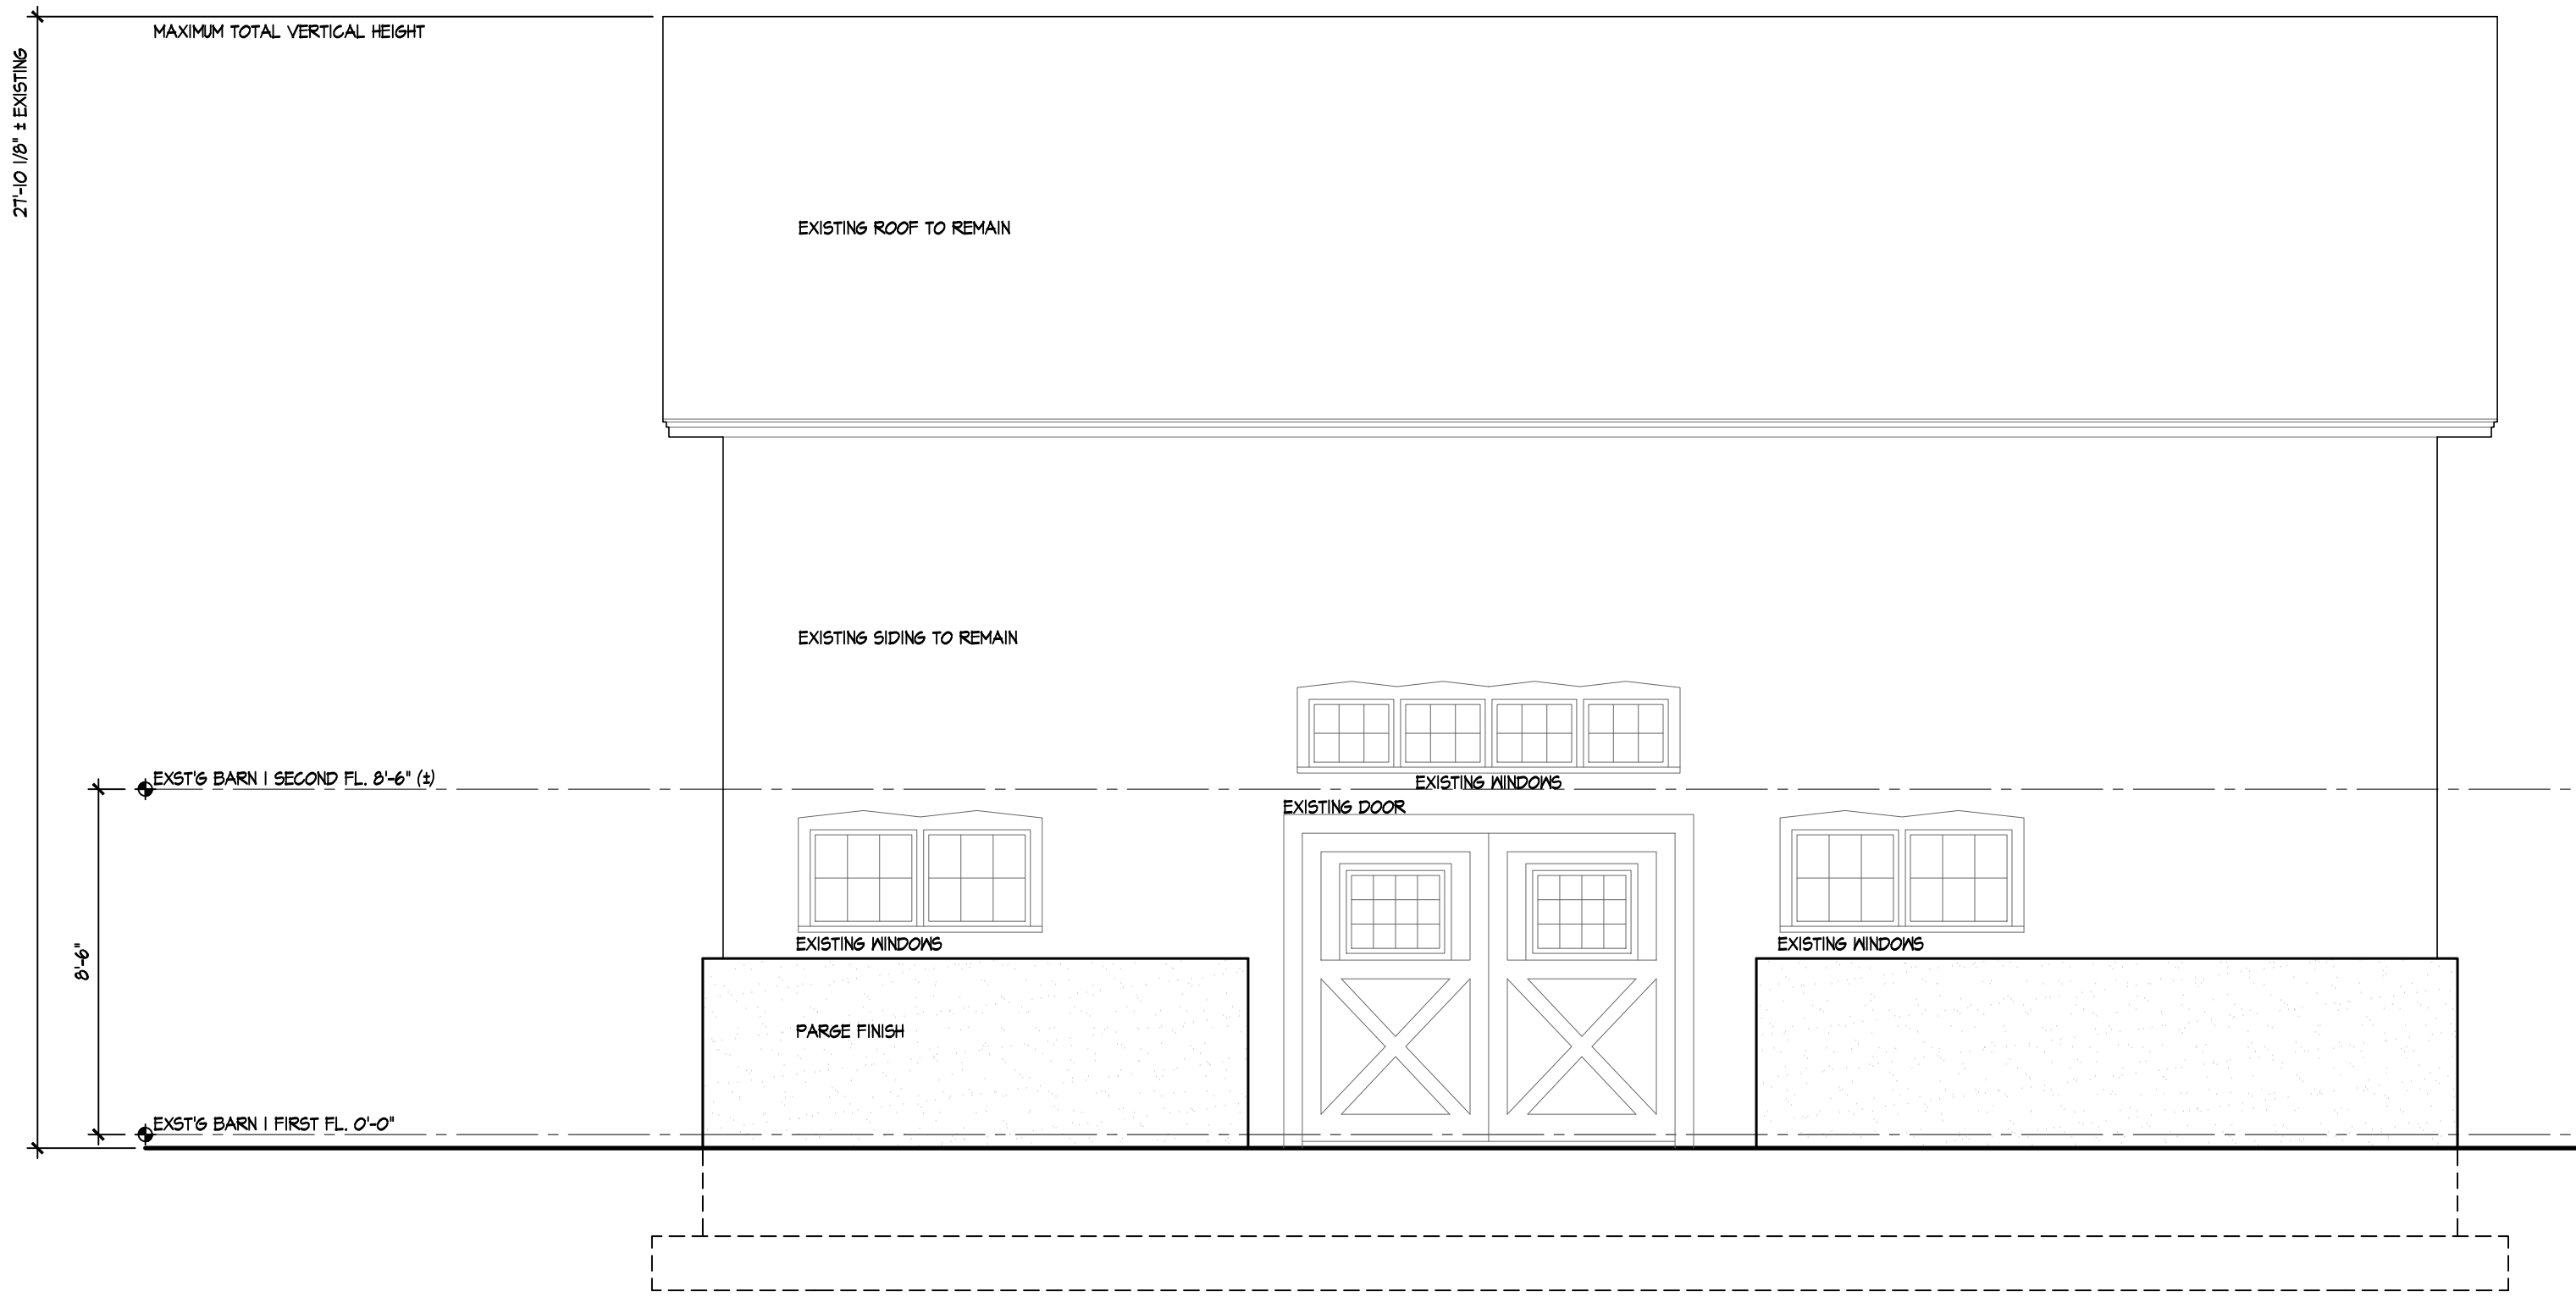 MAXIMUM TOTAL VERTICAL HEIGHT
27'-10 1/8" ± EXISTING
EXISTING ROOF TO REMAIN
EXISTING SIDING TO REMAIN
EXST'G BARN | SECOND FL. 8'-6" (±)
EXISTING WINDOWS
EXISTING DOOR
EXISTING WINDOWS
EXISTING WINDOWS
8'-6"
PARGE FINISH
EXST'G BARN | FIRST FL. 0'-0"